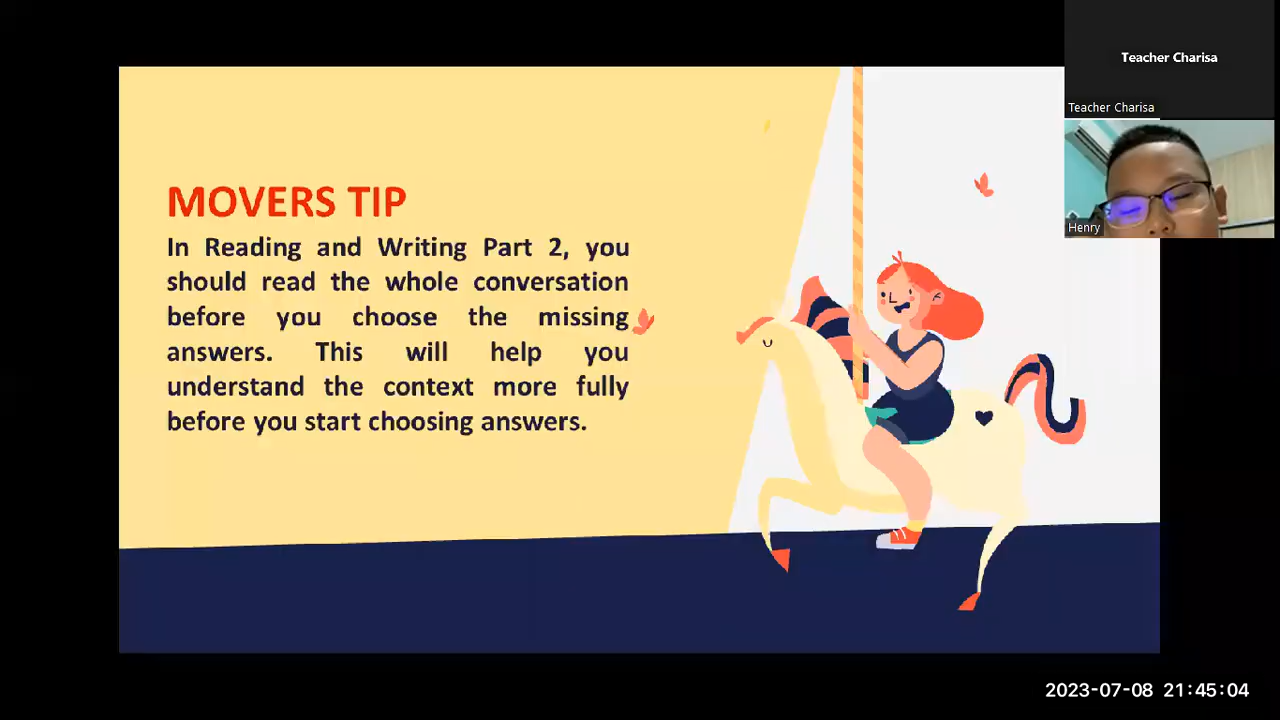 Teacher Charisa
Teacher Charisa
Henry
MOVERS TIP
In Reading and Writing Part 2, you
should read the whole conversation
before you choose the missing
answers. This will help you
understand the context more fully
before you start choosing answers.
2023-07-08 21:45:04